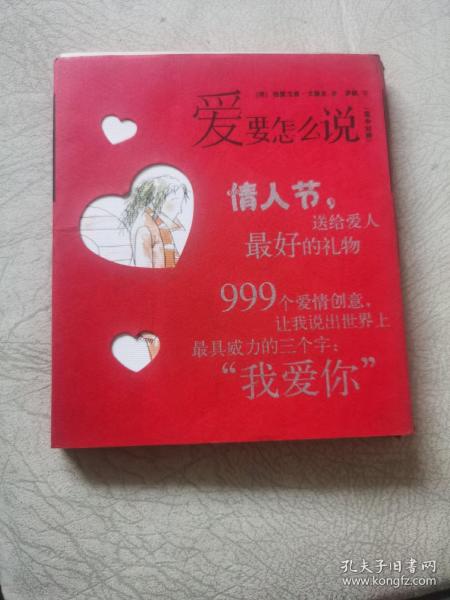 爱要怎么说
情人节，
送给爱人
最好的礼物
999个爱情创意，
让我说出世界上
最具威力的三个字：
“我爱你”
孔夫子旧书网
www.kongfz.com